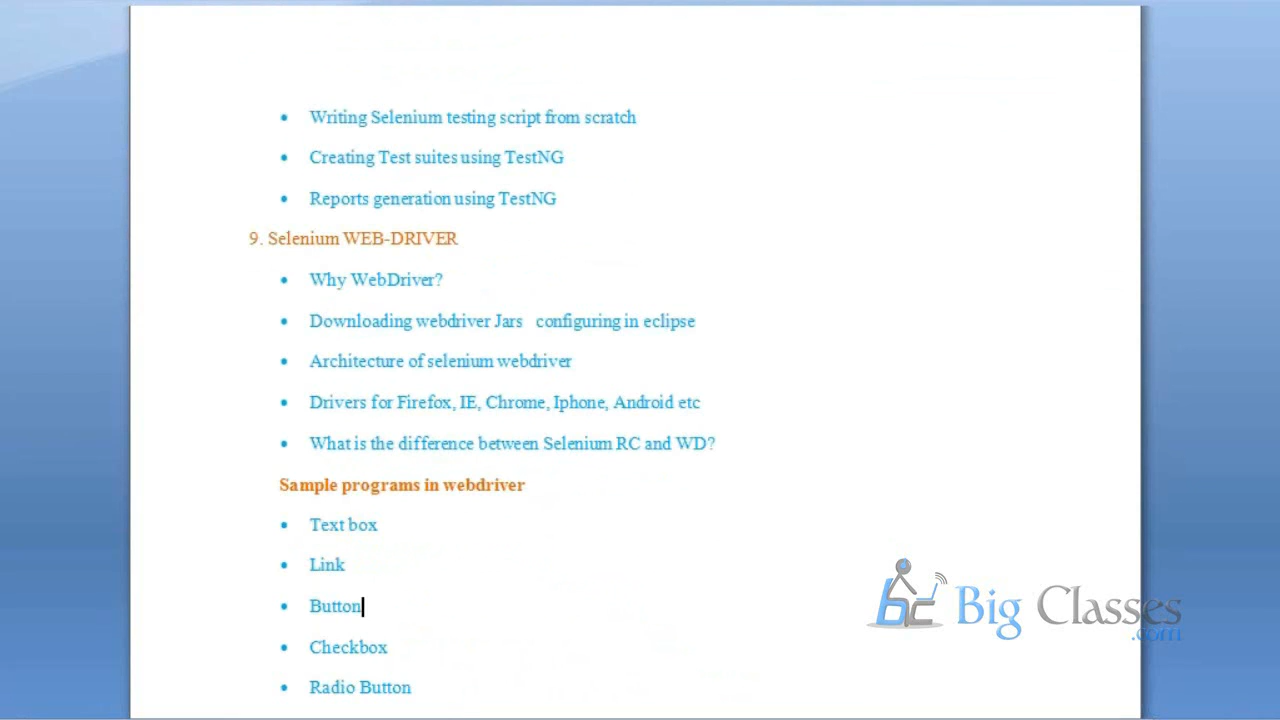 Writing Selenium testing script from scratch
Creating Test suites using TestNG
Reports generation using TestNG
9. Selenium WEB-DRIVER
Why WebDriver?
Downloading webdriver Jars configuring in eclipse
Architecture of selenium webdriver
Drivers for Firefox, IE, Chrome, Iphone, Android etc
What is the difference between Selenium RC and WD?
Sample programs in webdriver
Text box
Link
Button
Checkbox
Radio Button
bc Big Classes
.com